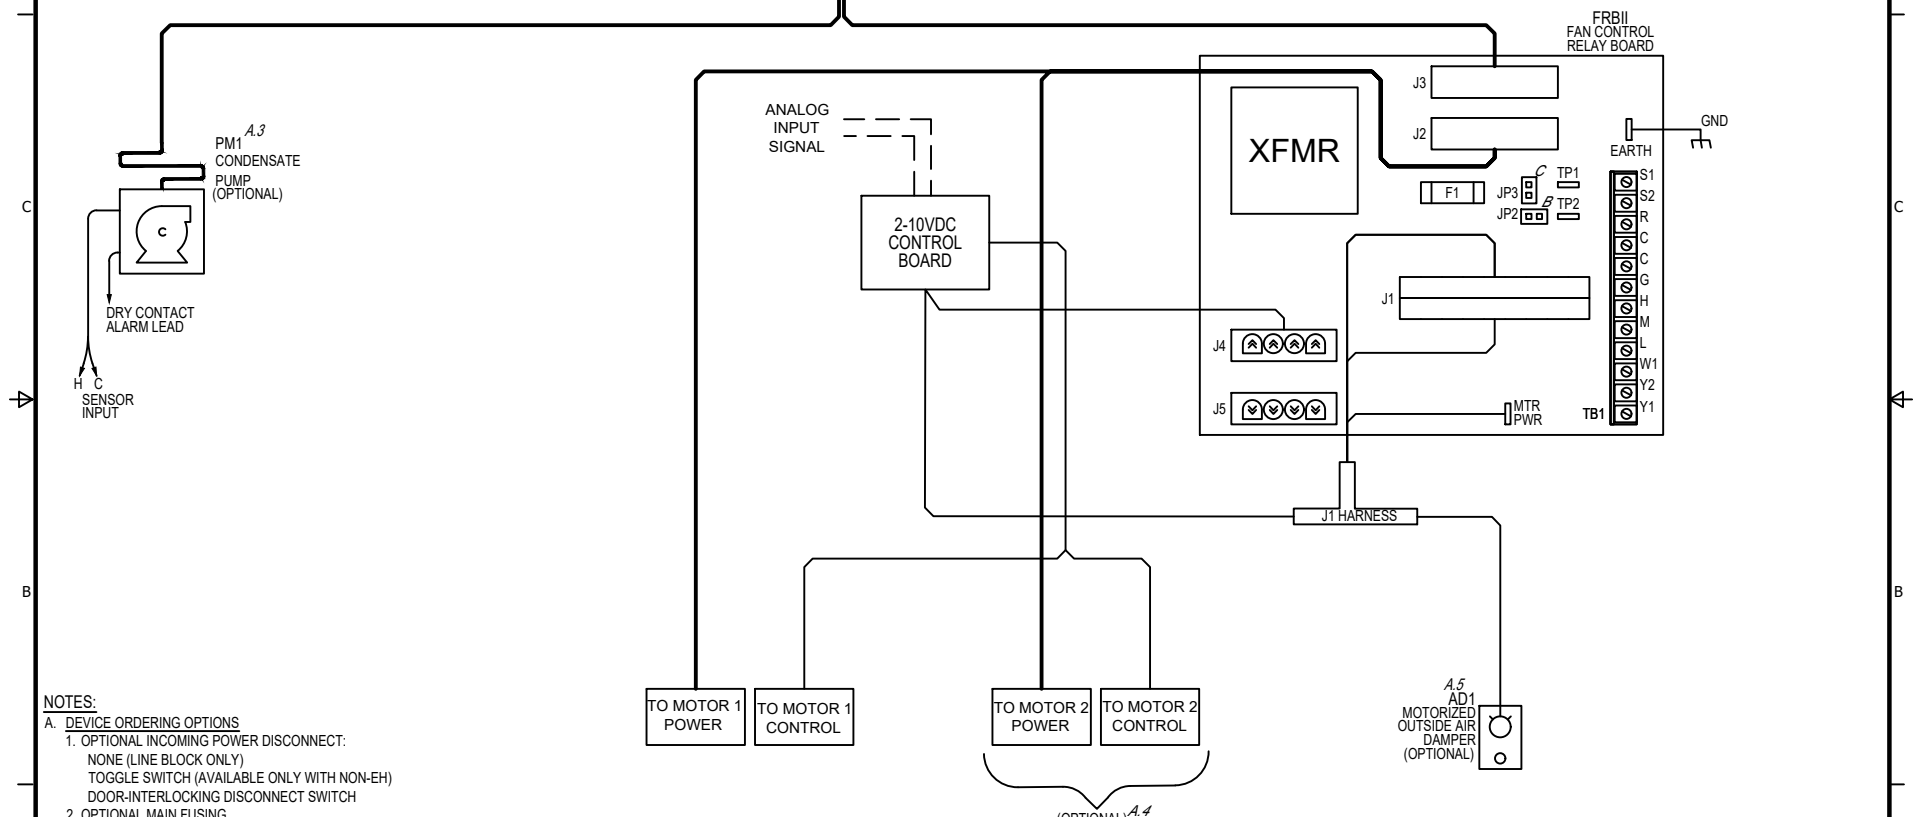 FRBII
FAN CONTROL
RELAY BOARD
J3
J2
XFMR
GND
EARTH
ANALOG
INPUT
SIGNAL
A.3
PM1
CONDENSATE
PUMP
(OPTIONAL)
C
C
C
DRY CONTACT
ALARM LEAD
H C
SENSOR
INPUT
2-10VDC
CONTROL
BOARD
F1
C
TP1
JP3
B
TP2
JP2
J1
J4
J5
S1
S2
R
C
C
G
H
M
L
W1
Y2
Y1
TB1
MTR
PWR
J1 HARNESS
B
B
TO MOTOR 1
POWER
TO MOTOR 1
CONTROL
TO MOTOR 2
POWER
TO MOTOR 2
CONTROL
A.5
AD1
MOTORIZED
OUTSIDE AIR
DAMPER
(OPTIONAL)
(OPTIONAL) A.4
NOTES:
A. DEVICE ORDERING OPTIONS
1. OPTIONAL INCOMING POWER DISCONNECT:
NONE (LINE BLOCK ONLY)
TOGGLE SWITCH (AVAILABLE ONLY WITH NON-EH)
DOOR-INTERLOCKING DISCONNECT SWITCH
2. OPTIONAL MAIN FUSING